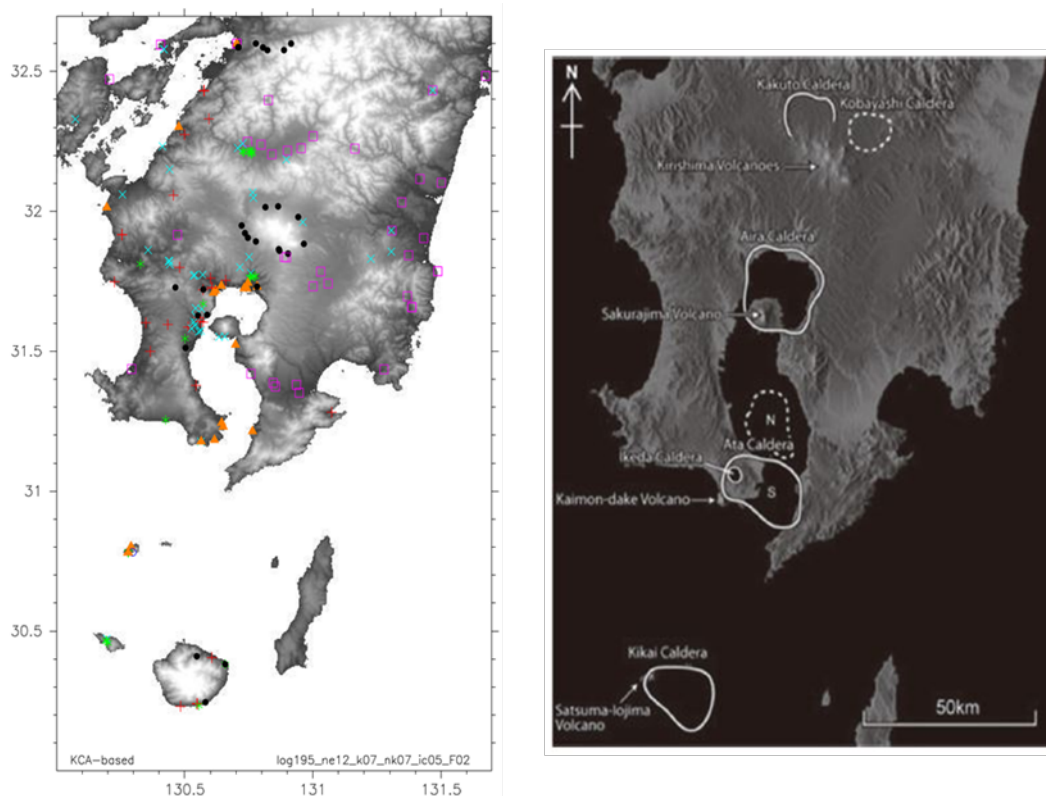 32.5
32
31.5
31
30.5
130.5
131
131.5
KCA-based
log195_ne12_k07_nk07_ic05_F02
N
Kakuto Caldera
Kobayashi Caldera
Kirishima Volcanoes
Aira Caldera
Sakurajima Volcano
N
Ata Caldera
Ikeda Caldera
S
Kaimon-dake Volcano
Kikai Caldera
Satsuma-Iojima
Volcano
50km